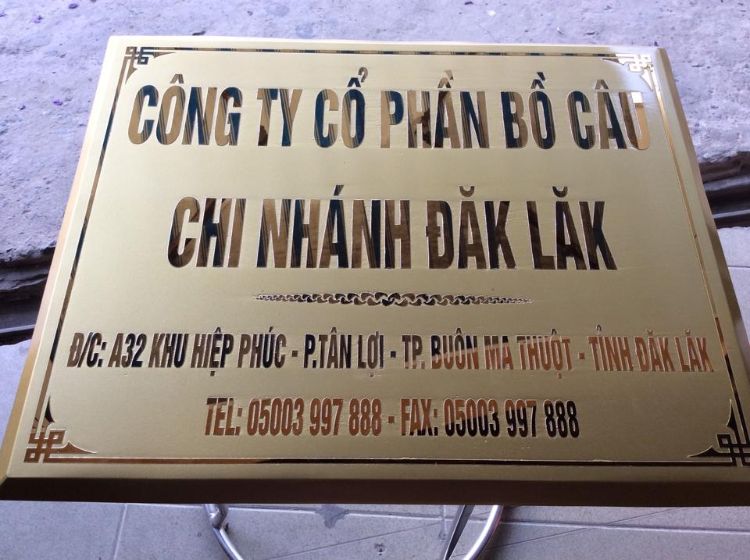 CÔNG TY CỔ PHẦN BỒ CÂU
CHI NHÁNH ĐĂK LĂK
Đ/C: A32 KHU HIỆP PHÚC - P.TÂN LỢI - TP. BUÔN MA THUỘT - TỈNH ĐĂK LĂK
TEL: 05003 997 888 - FAX: 05003 997 888